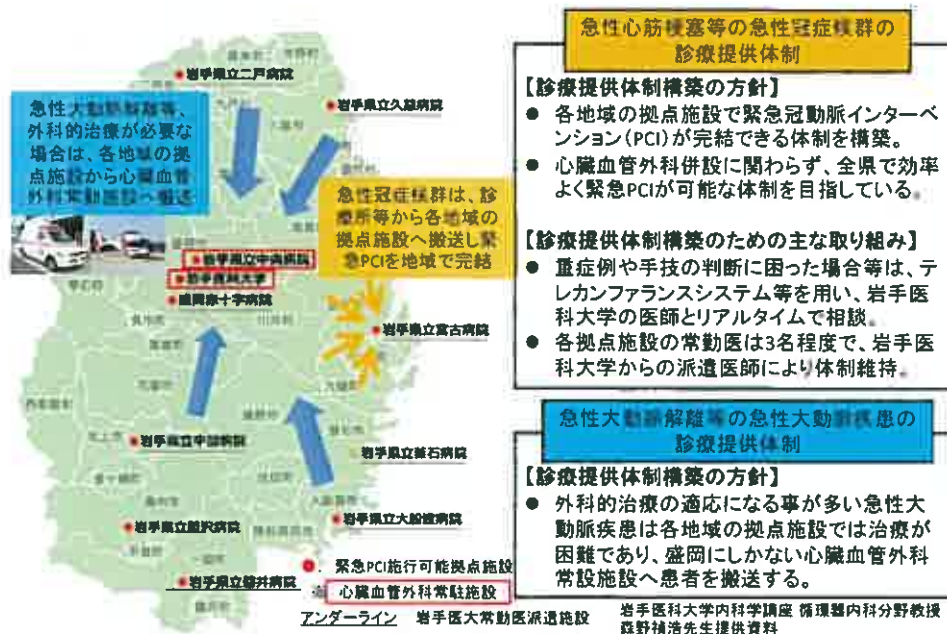 岩手県立二戸病院
岩手県立久慈病院
急性大動脈解離等、
外科的治療が必要な
場合は、各地域の拠
点施設から心臓血管
外科常勤施設へ搬送
急性冠症候群は、診
療所等から各地域の
拠点施設へ搬送し緊
急PCIを地域で完結
岩手県立中央病院
岩手医科大学
盛岡赤十字病院
岩手県立宮古病院
岩手県立中部病院
岩手県立釜石病院
岩手県立胆沢病院
岩手県立大船渡病院
岩手県立磐井病院
緊急PCI施行可能拠点施設
心臓血管外科常駐施設
アンダーライン 岩手医大常勤医派遣施設
急性心筋梗塞等の急性冠症候群の
診療提供体制
【診療提供体制構築の方針】
● 各地域の拠点施設で緊急冠動脈インターベ
ンション(PCI)が完結できる体制を構築。
● 心臓血管外科併設に関わらず、全県で効率
よく緊急PCIが可能な体制を目指している。
【診療提供体制構築のための主な取り組み】
● 重症例や手技の判断に困った場合等は、テ
レカンファランスシステム等を用い、岩手医
科大学の医師とリアルタイムで相談。
● 各拠点施設の常勤医は3名程度で、岩手医
科大学からの派遣医師により体制維持。
急性大動脈解離等の急性大動脈疾患の
診療提供体制
【診療提供体制構築の方針】
● 外科的治療の適応になる事が多い急性大
動脈疾患は各地域の拠点施設では治療が
困難であり、盛岡にしかない心臓血管外科
常設施設へ患者を搬送する。
岩手医科大学内科学講座 循環器内科分野教授
森野禎浩先生提供資料